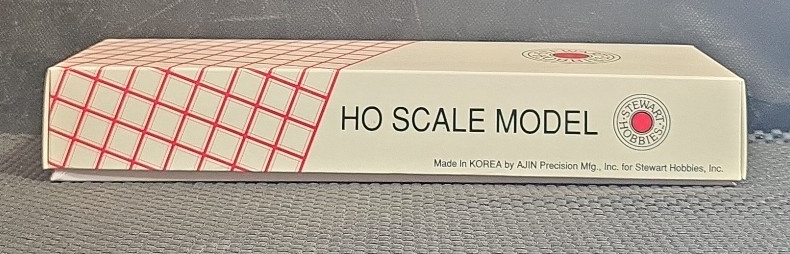 HO SCALE MODEL
STEWART
HOBBIES
Made In KOREA by AJIN Precision Mfg., Inc. for Stewart Hobbies, Inc.